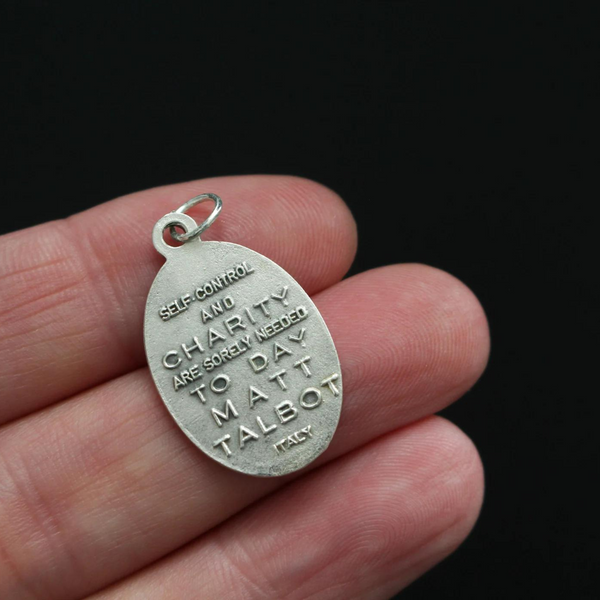 SELF-CONTROL
AND
CHARITY
ARE SORELY NEEDED
TO DAY
MATT
TALBOT
ITALY